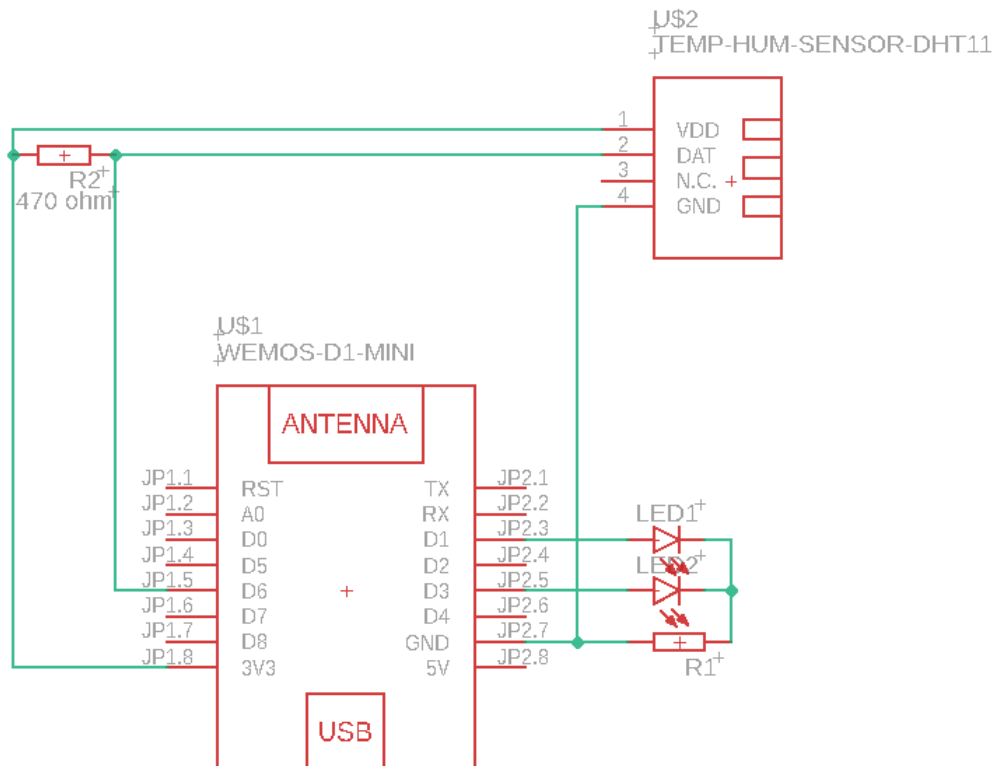 U$2
TEMP-HUM-SENSOR-DHT11
1
VDD
2
DAT
3
N.C.
4
GND
R2
470 ohm
U$1
WEMOS-D1-MINI
ANTENNA
JP1.1
RST
TX
JP2.1
JP1.2
A0
RX
JP2.2
JP1.3
D0
D1
JP2.3
LED1
JP1.4
D5
D2
JP2.4
LED2
JP1.5
D6
D3
JP2.5
JP1.6
D7
D4
JP2.6
JP1.7
D8
GND
JP2.7
JP1.8
3V3
5V
JP2.8
R1
USB